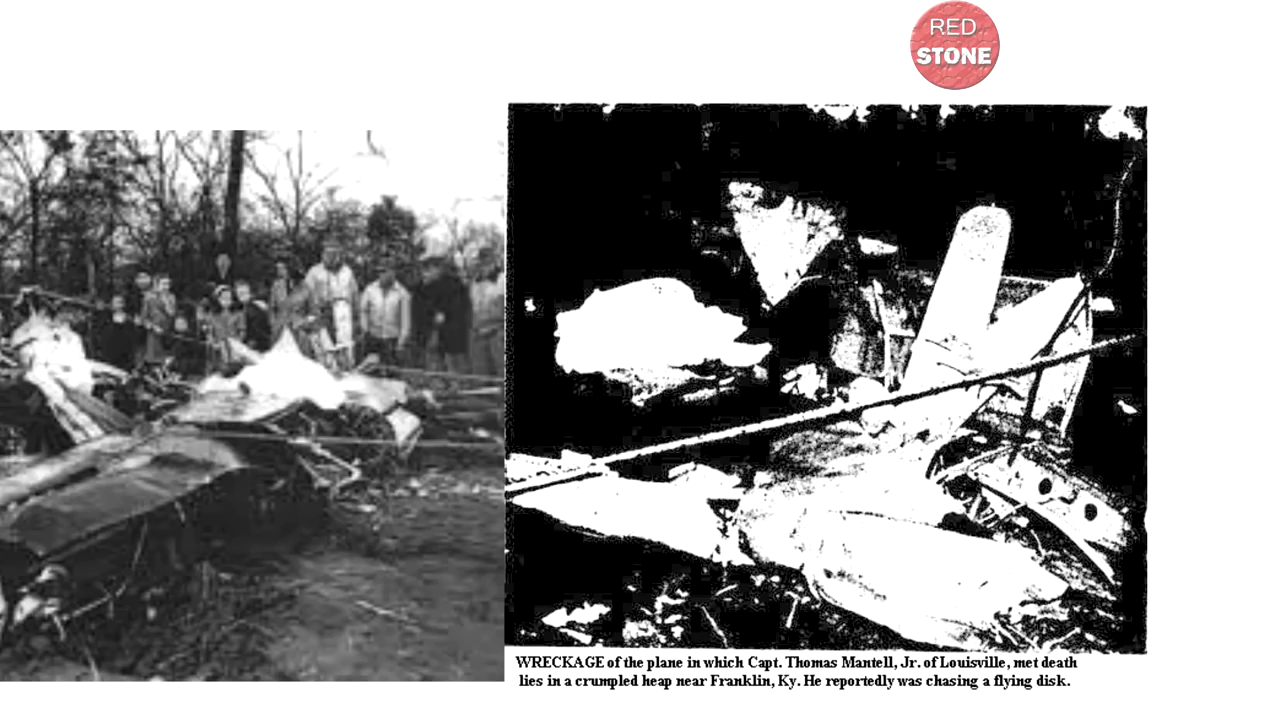 RED
STONE
WRECKAGE of the plane in which Capt. Thomas Mantell, Jr. of Louisville, met death
lies in a crumpled heap near Franklin, Ky. He reportedly was chasing a flying disk.